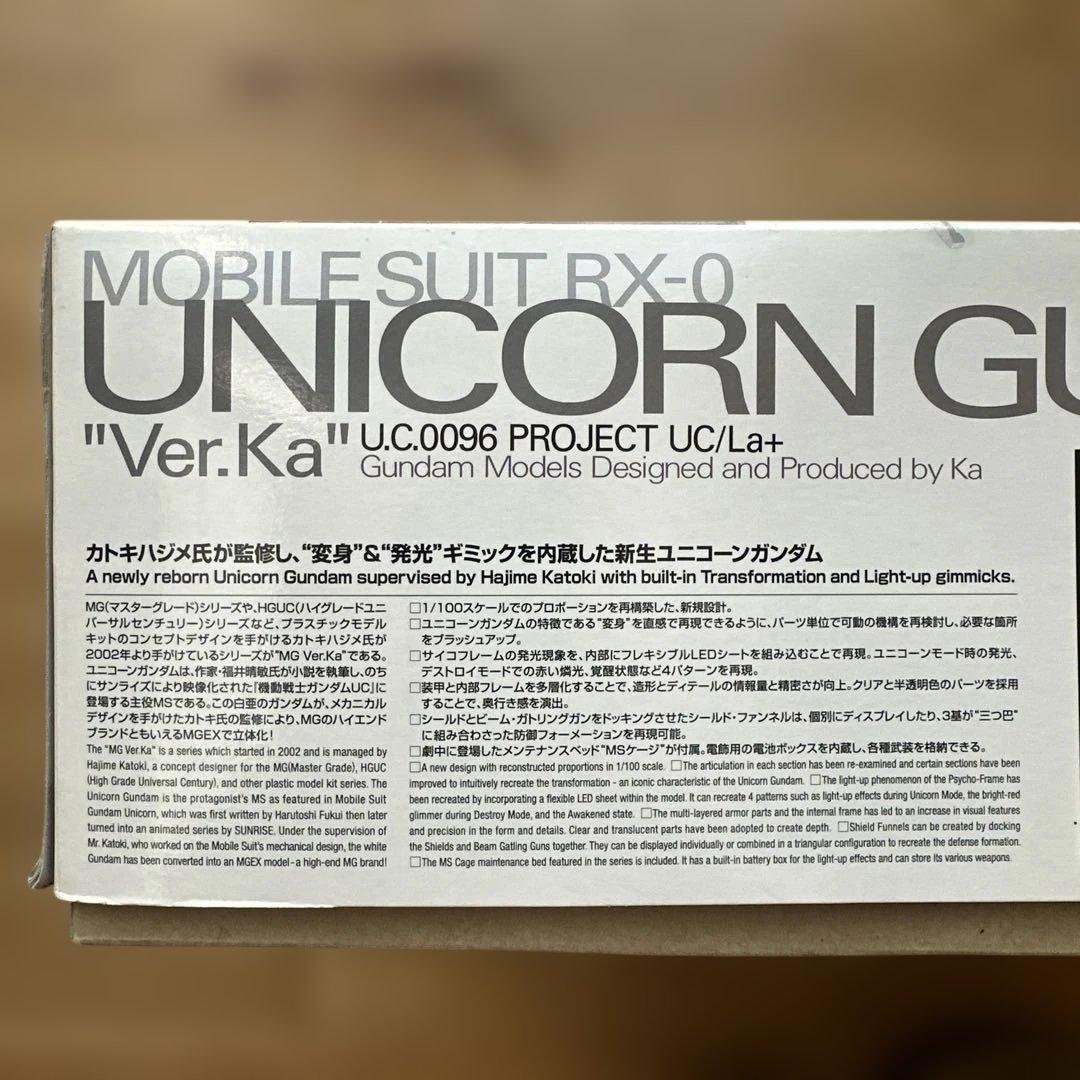 MOBILE SUIT RX-0
UNICORN GU
"Ver.Ka" U.C.0096 PROJECT UC/La+
Gundam Models Designed and Produced by Ka
カトキハジメ氏が監修し、“変身”&“発光”ギミックを内蔵した新生ユニコーンガンダム
A newly reborn Unicorn Gundam supervised by Hajime Katoki with built-in Transformation and Light-up gimmicks.
MG(マスターグレード)シリーズや、HGUC(ハイグレードユニ
バーサルセンチュリー)シリーズなど、プラスチックモデル
キットのコンセプトデザインを手がけるカトキハジメ氏が
2002年より手がけているシリーズが“MG Ver.Ka”である。
ユニコーンガンダムは、作家・福井晴敏氏が小説を執筆し、のち
にサンライズにより映像化された『機動戦士ガンダムUC』に
登場する主役MSである。この白亜のガンダムが、メカニカル
デザインを手がけたカトキ氏の監修により、MGのハイエンド
ブランドともいえるMGEXで立体化!
The "MG Ver.Ka" is a series which started in 2002 and is managed by
Hajime Katoki, a concept designer for the MG(Master Grade), HGUC
(High Grade Universal Century), and other plastic model kit series. The
Unicorn Gundam is the protagonist's MS as featured in Mobile Suit
Gundam Unicorn, which was first written by Harutoshi Fukui then later
turned into an animated series by SUNRISE. Under the supervision of
Mr. Katoki, who worked on the Mobile Suit's mechanical design, the white
Gundam has been converted into an MGEX model - a high-end MG brand!
□1/100スケールでのプロポーションを再構築した、新規設計。
□ユニコーンガンダムの特徴である“変身”を直感で再現できるように、パーツ単位で可動の機構を再検討し、必要な箇所
をブラッシュアップ。
□サイコフレームの発光現象を、内部にフレキシブルLEDシートを組み込むことで再現。ユニコーンモード時の発光、
デストロイモードでの赤い燐光、覚醒状態など4パターンを再現。
□装甲と内部フレームを多層化することで、造形とディテールの情報量と精密さが向上。クリアと半透明色のパーツを採用
することで、奥行き感を演出。
□シールドとビーム・ガトリングガンをドッキングさせたシールド・ファンネルは、個別にディスプレイしたり、3基が“三つ巴”
に組み合わさった防御フォーメーションを再現可能。
□劇中に登場したメンテナンスベッド“MSケージ”が付属。電飾用の電池ボックスを内蔵し、各種武装を格納できる。
□A new design with reconstructed proportions in 1/100 scale. □The articulation in each section has been re-examined and certain sections have been
improved to intuitively recreate the transformation - an iconic characteristic of the Unicorn Gundam. □The light-up phenomenon of the Psycho-Frame has
been recreated by incorporating a flexible LED sheet within the model. It can recreate 4 patterns such as light-up effects during Unicorn Mode, the bright-red
glimmer during Destroy Mode, and the Awakened state. □The multi-layered armor parts and the internal frame has led to an increase in visual features
and precision in the form and details. Clear and translucent parts have been adopted to create depth. □Shield Funnels can be created by docking
the Shields and Beam Gatling Guns together. They can be displayed individually or combined in a triangular configuration to recreate the defense formation.
□The MS Cage maintenance bed featured in the series is included. It has a built-in battery box for the light-up effects and can store its various weapons.